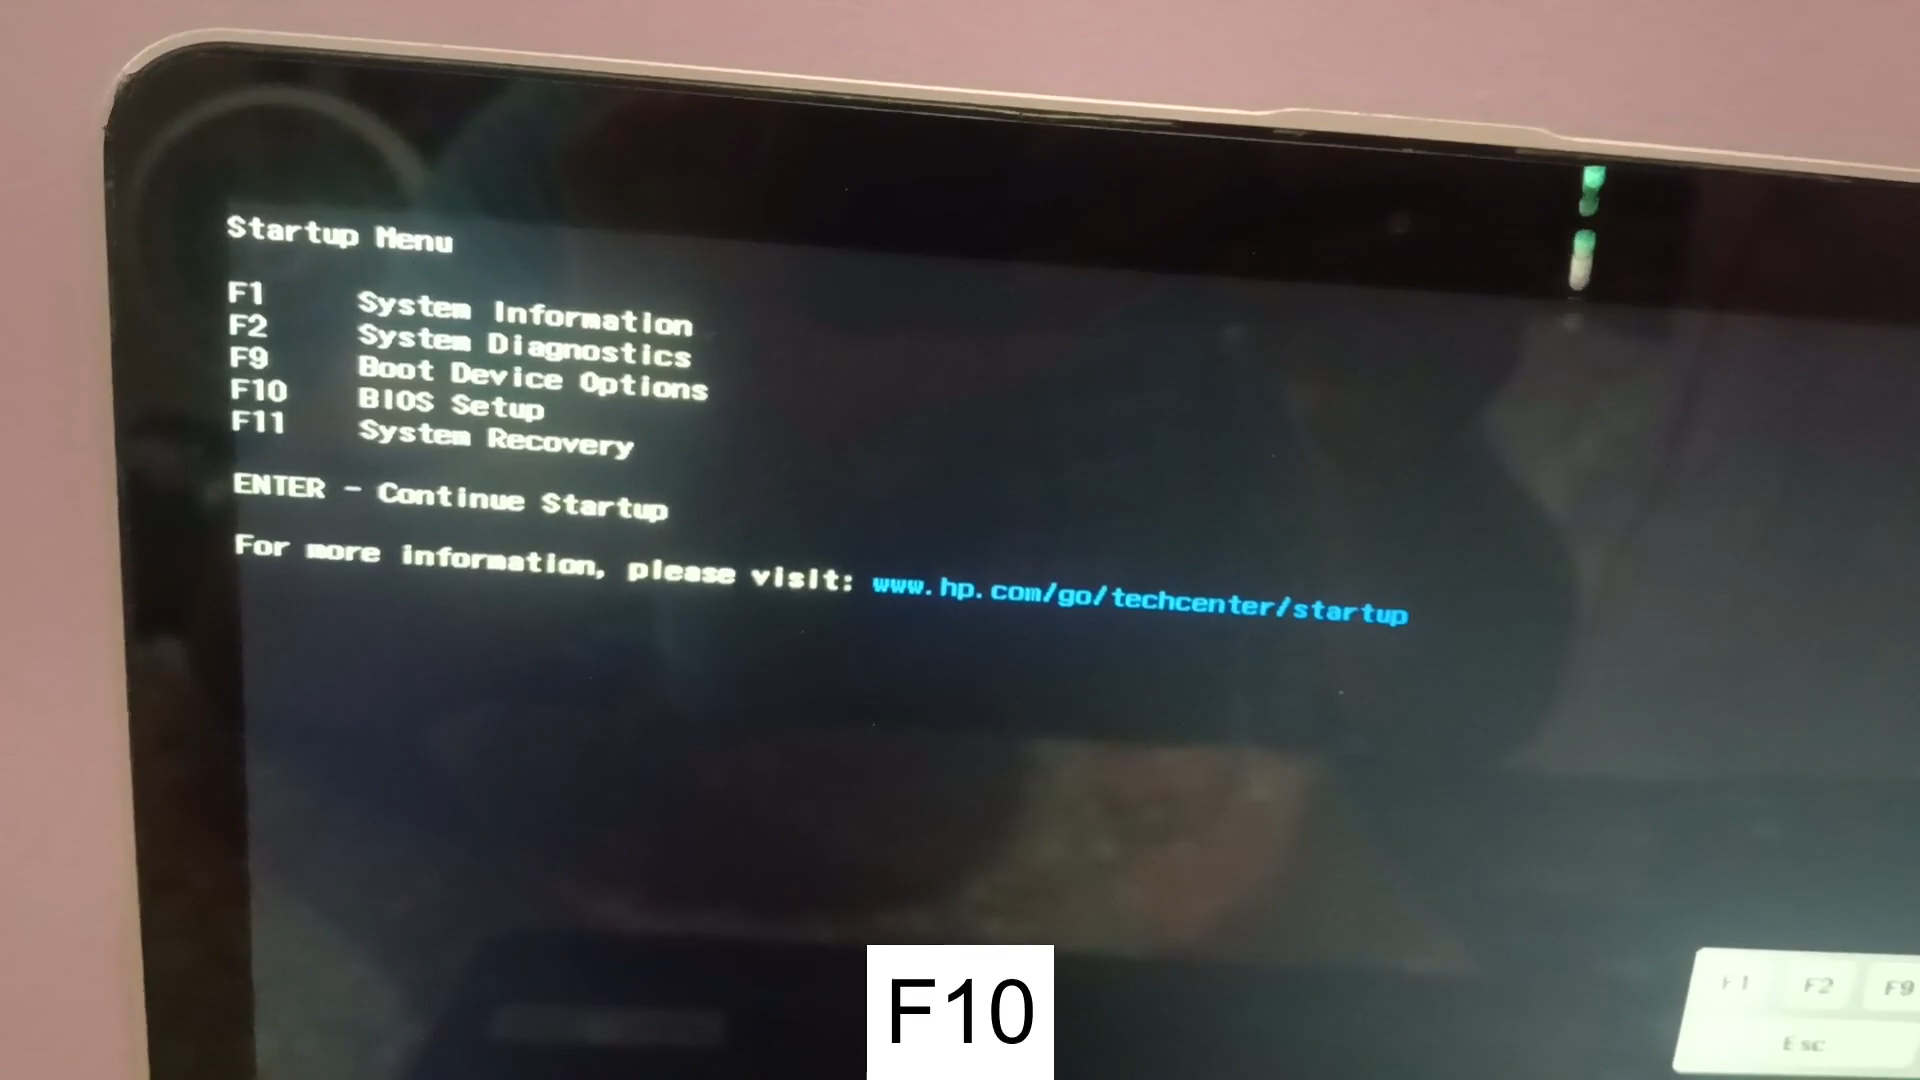 Startup Menu
F1 System Information
F2 System Diagnostics
F9 Boot Device Options
F10 BIOS Setup
F11 System Recovery
ENTER - Continue Startup
For more information, please visit: www.hp.com/go/techcenter/startup
F10
F1 F2 F9
Esc